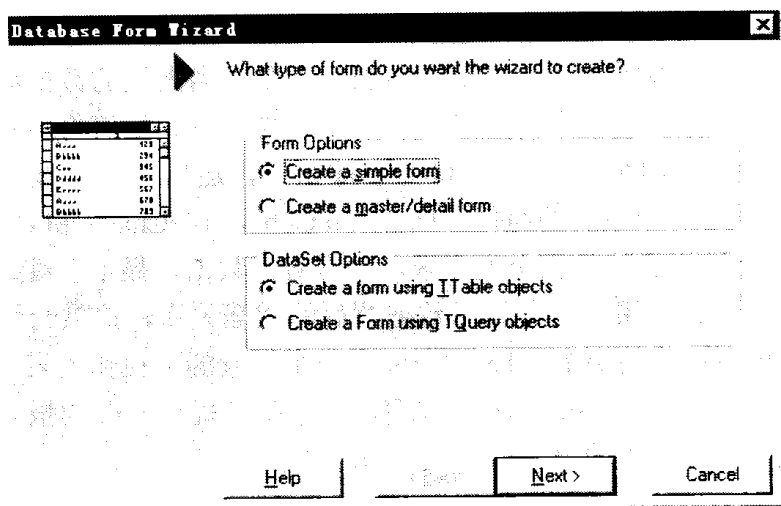 Database Form Wizard
What type of form do you want the wizard to create?
Form Options
Create a simple form
Create a master/detail form
DataSet Options
Create a form using TTable objects
Create a Form using TQuery objects
Help
Next >
Cancel